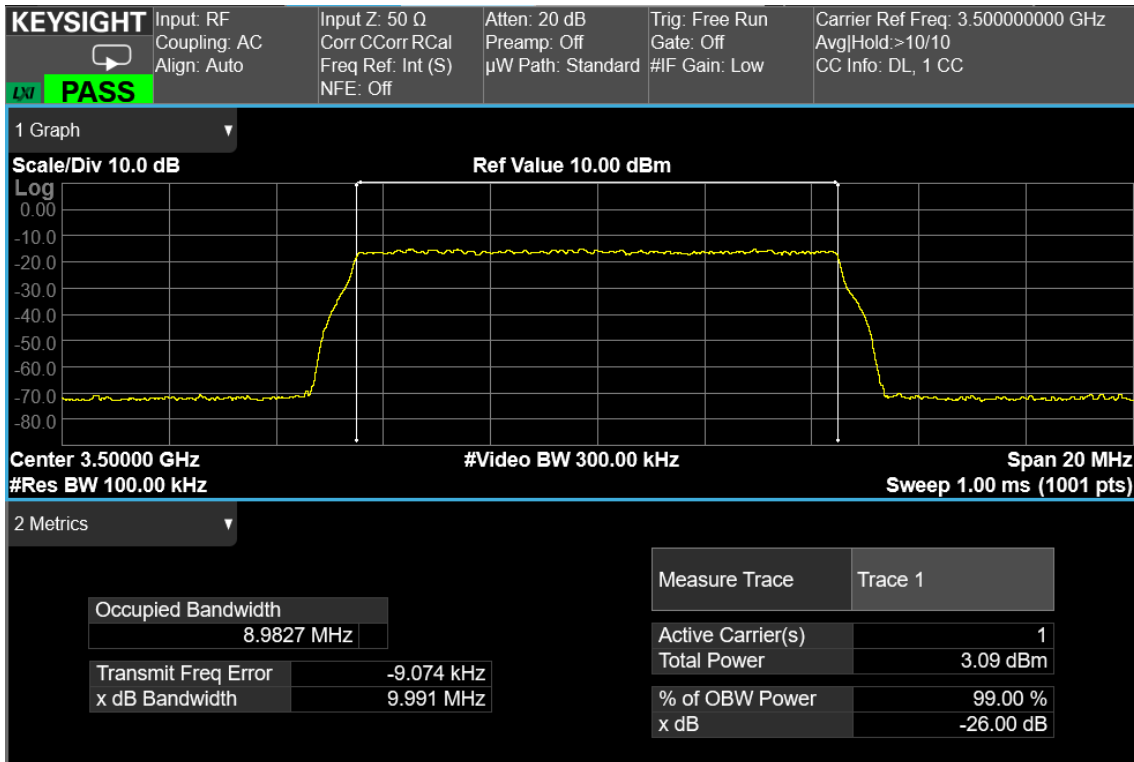 KEYSIGHT
Input: RF
Coupling: AC
Align: Auto
Input Z: 50 Ω
Corr CCorr RCal
Freq Ref: Int (S)
NFE: Off
Atten: 20 dB
Preamp: Off
µW Path: Standard
Trig: Free Run
Gate: Off
#IF Gain: Low
Carrier Ref Freq: 3.500000000 GHz
Avg|Hold:>10/10
CC Info: DL, 1 CC
LXI PASS
1 Graph
Scale/Div 10.0 dB Ref Value 10.00 dBm
Log
0.00
-10.0
-20.0
-30.0
-40.0
-50.0
-60.0
-70.0
-80.0
Center 3.50000 GHz #Video BW 300.00 kHz Span 20 MHz
#Res BW 100.00 kHz Sweep 1.00 ms (1001 pts)
2 Metrics
Measure Trace Trace 1
Occupied Bandwidth
8.9827 MHz
Transmit Freq Error -9.074 kHz
x dB Bandwidth 9.991 MHz
Active Carrier(s) 1
Total Power 3.09 dBm
% of OBW Power 99.00 %
x dB -26.00 dB